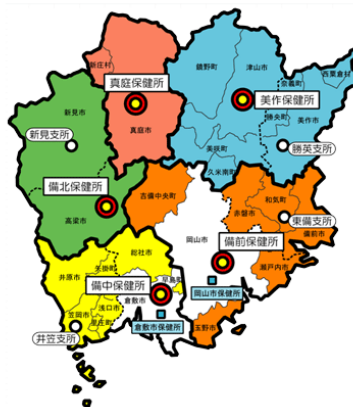 鏡野町
津山市
西粟倉村
新庄村
奈義町
真庭保健所
美作保健所
勝央町
新見市
美作市
真庭市
新見支所
勝英支所
美咲町
久米南町
備北保健所
吉備中央町
和気町
赤磐市
高梁市
東備支所
岡山市
備前市
総社市
備前保健所
井原市
矢掛町
早島町
瀬戸内市
備中保健所
岡山市保健所
倉敷市
浅口市
笠岡市
里庄町
玉野市
倉敷市保健所
井笠支所